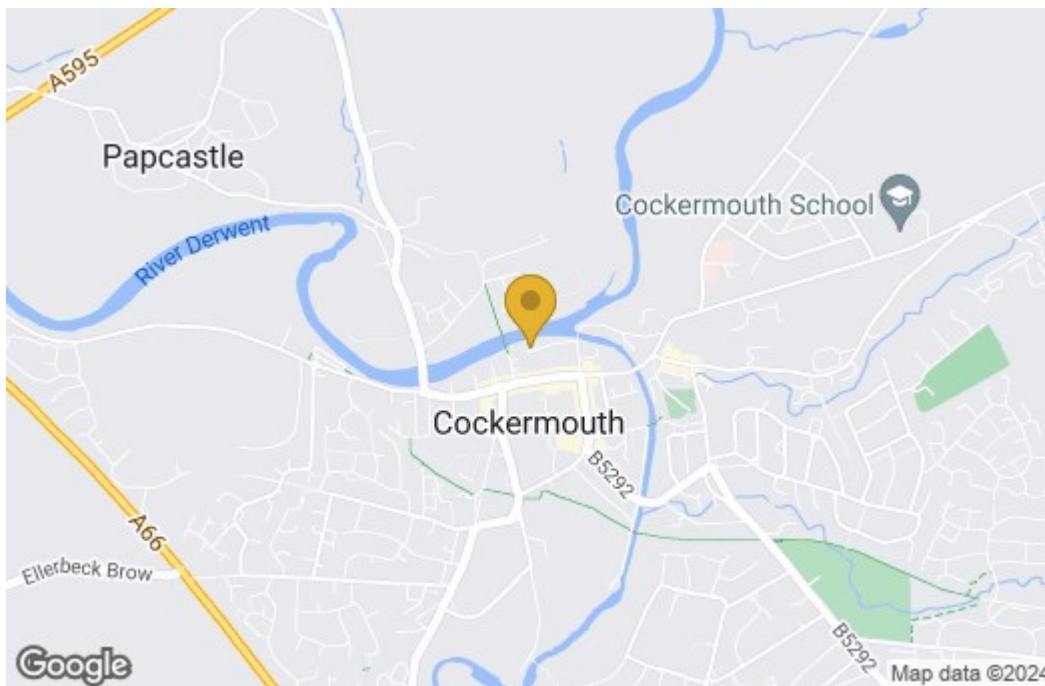 A595
Papcastle
Cockermouth School
River Derwent
Cockermouth
B5292
A66
Ellerbeck Brow
B5292
Google
Map data ©2024